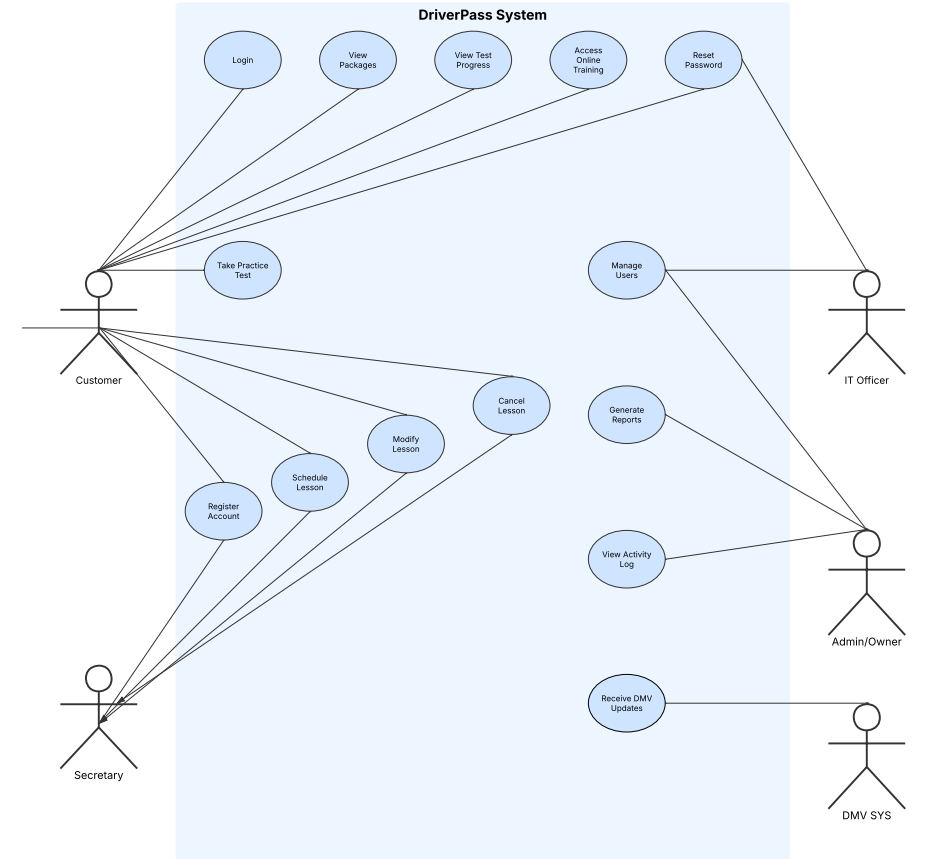 DriverPass System
Login
View
Packages
View Test
Progress
Access
Online
Training
Reset
Password
Take Practice
Test
Manage
Users
Customer
IT Officer
Cancel
Lesson
Generate
Reports
Modify
Lesson
Schedule
Lesson
Register
Account
View Activity
Log
Admin/Owner
Receive DMV
Updates
Secretary
DMV SYS